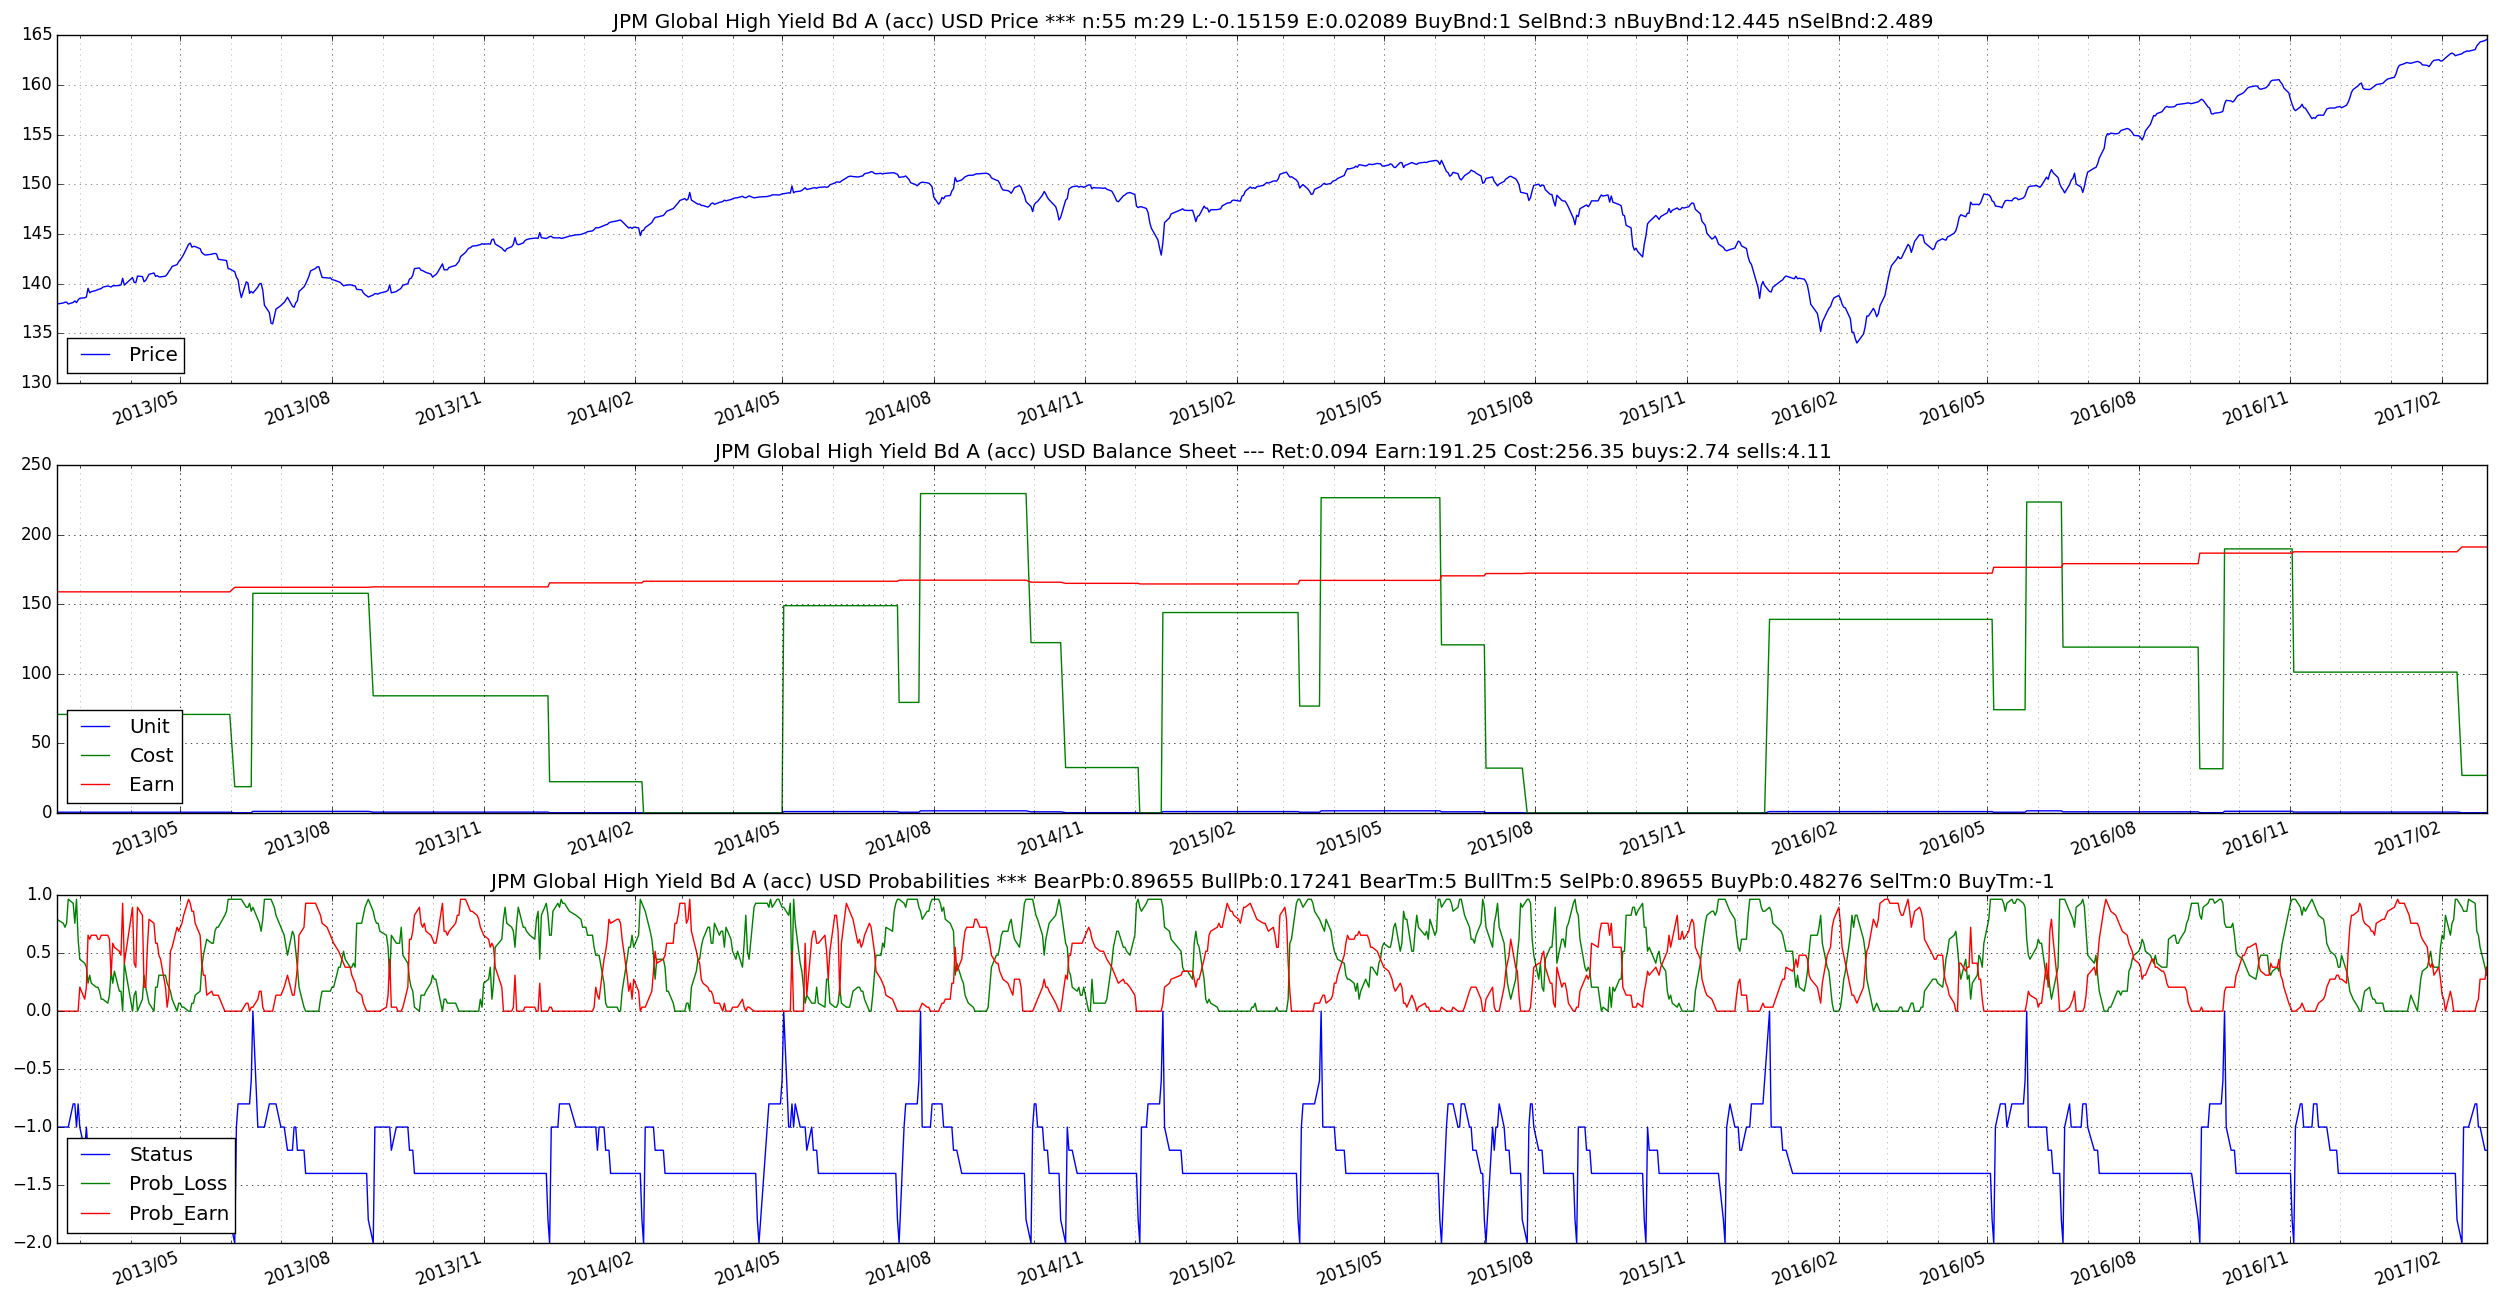 JPM Global High Yield Bd A (acc) USD Price *** n:55 m:29 L:-0.15159 E:0.02089 BuyBnd:1 SelBnd:3 nBuyBnd:12.445 nSelBnd:2.489
165
160
155
150
145
140
135
130
Price
2013/05 2013/08 2013/11 2014/02 2014/05 2014/08 2014/11 2015/02 2015/05 2015/08 2015/11 2016/02 2016/05 2016/08 2016/11 2017/02
JPM Global High Yield Bd A (acc) USD Balance Sheet --- Ret:0.094 Earn:191.25 Cost:256.35 buys:2.74 sells:4.11
250
200
150
100
50
0
Unit
Cost
Earn
2013/05 2013/08 2013/11 2014/02 2014/05 2014/08 2014/11 2015/02 2015/05 2015/08 2015/11 2016/02 2016/05 2016/08 2016/11 2017/02
JPM Global High Yield Bd A (acc) USD Probabilities *** BearPb:0.89655 BullPb:0.17241 BearTm:5 BullTm:5 SelPb:0.89655 BuyPb:0.48276 SelTm:0 BuyTm:-1
1.0
0.5
0.0
−0.5
−1.0
−1.5
−2.0
Status
Prob_Loss
Prob_Earn
2013/05 2013/08 2013/11 2014/02 2014/05 2014/08 2014/11 2015/02 2015/05 2015/08 2015/11 2016/02 2016/05 2016/08 2016/11 2017/02